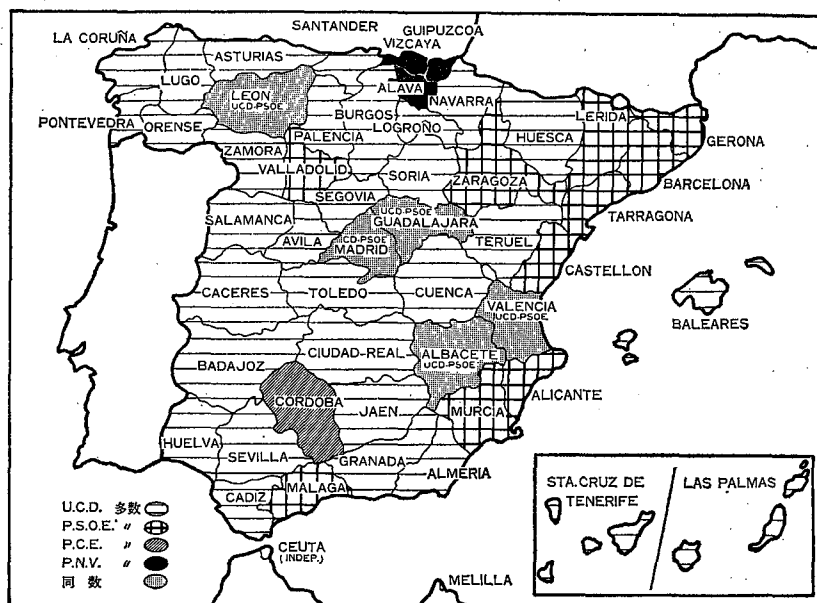 SANTANDER
GUIPUZCOA
VIZCAYA
LA CORUÑA
ASTURIAS
LUGO
LEON
UCD-PSOE
ALAVA
NAVARRA
BURGOS
LOGROÑO
HUESCA
LERIDA
PONTEVEDRA
ORENSE
PALENCIA
GERONA
ZAMORA
VALLADOLID
SORIA
ZARAGOZA
BARCELONA
SEGOVIA
TARRAGONA
SALAMANCA
UCD-PSOE
GUADALAJARA
AVILA
CD-PSOE
MADRID
TERUEL
CASTELLON
CACERES
TOLEDO
CUENCA
VALENCIA
UCD-PSOE
BALEARES
BADAJOZ
CIUDAD-REAL
ALBACETE
UCD-PSOE
ALICANTE
CORDOBA
JAEN
MURCIA
HUELVA
SEVILLA
GRANADA
ALMERIA
CADIZ
MALAGA
STA. CRUZ DE
TENERIFE
LAS PALMAS
U.C.D. 多数
P.S.O.E. 〃
P.C.E. 〃
P.N.V. 〃
同数
CEUTA
(INDEP.)
MELILLA